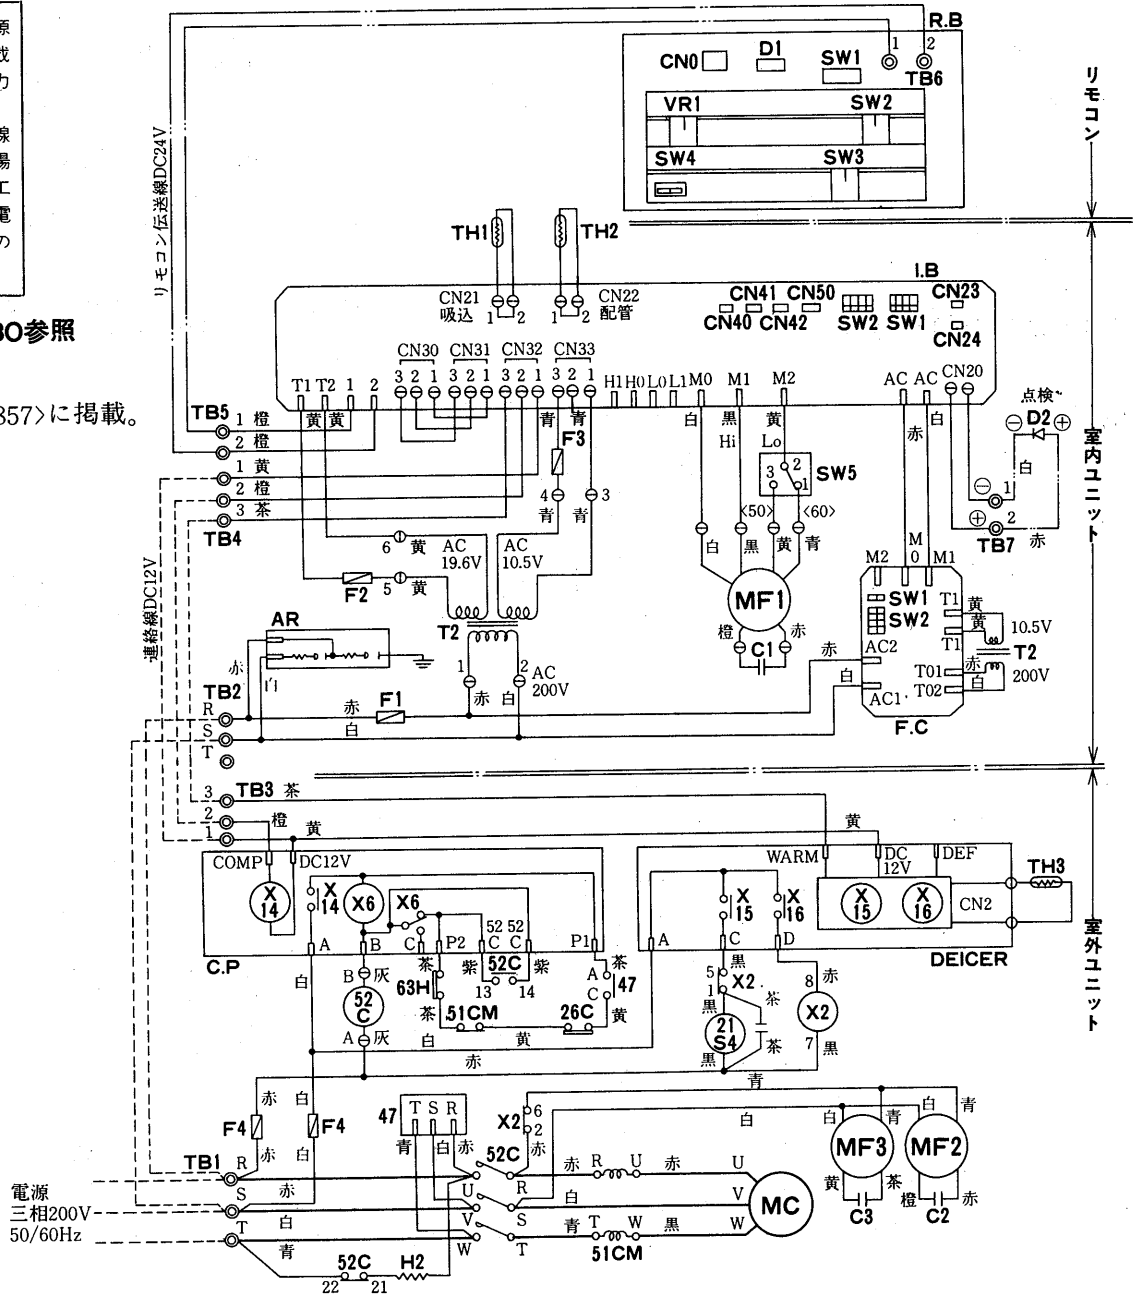 源
線
電
の
BO参照
857〉に掲載。
R.B
CN0
D1
SW1
1
2
TB6
VR1
SW2
SW4
SW3
リモコン
リモコン伝送線DC24V
TH1
TH2
I.B
CN21
吸込
1
2
CN22
配管
1
2
CN41
CN50
CN40
CN42
SW2
SW1
CN23
CN24
CN30
CN31
CN32
CN33
T1 T2 1 2
3 2 1
3 2 1
3 2 1
3 2 1
H1 H0 L0 L1 M0 M1 M2
AC AC CN20
TB5
1 橙
2 橙
黄 黄
1 黄
2 橙
3 茶
TB4
青 青
F3
4
3
青 青
白
黒
Hi
黄
Lo
3
2
1
SW5
〈50〉
〈60〉
白 黒 黄 青
MF1
橙
赤
C1
赤
白
点検
⊖ D2 ⊕
白
⊖ 1
⊕ 2
TB7
赤
室内ユニット
6 黄
AC
19.6V
AC
10.5V
F2
5 黄
T2
1
2
AC
200V
赤 白
連絡線DC12V
AR
赤
白
TB2
R
S
T
赤
白
F1
赤
白
M2
M
0
M1
SW1
SW2
AC2
AC1
T1
T1
黄
黄
10.5V
T2
200V
T01
T02
赤
白
F.C
3
2
1
TB3
茶
橙
黄
黄
COMP
DC12V
X
14
X
14
X6
X6
A
B
C
P2
52
C
52
C
P1
C.P
WARM
DC
12V
DEF
X
15
X
16
X
15
X
16
CN2
TH3
A
C
D
DEICER
室外ユニット
白
B 灰
52
C
A 灰
茶
63H
紫
52C
紫
13
14
茶
A
47
C
51CM
26C
白
黄
黄
赤
黒
5
1
X2
黒
茶
21
S4
茶
黒
赤
8
X2
7
黒
青
赤
白
F4
F4
赤
白
47
T S R
青 白 赤
X2
6
2
赤
白
白
青
白
青
MF3
MF2
黄
茶
C3
橙
赤
C2
TB1
R
S
T
赤
白
青
電源
三相200V
50/60Hz
52C
U
R
V
S
W
T
赤 R U 赤
白
青 T W 黒
51CM
U
V
W
MC
52C
22
21
H2